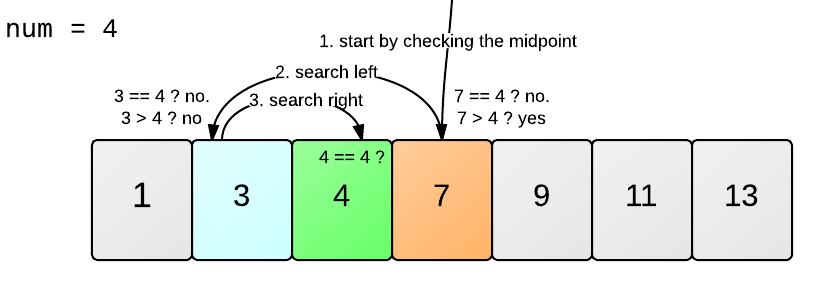 num = 4
1. start by checking the midpoint
2. search left
3 == 4 ? no.
3. search right
7 == 4 ? no.
3 > 4 ? no
7 > 4 ? yes
4 == 4 ?
1 3 4 7 9 11 13